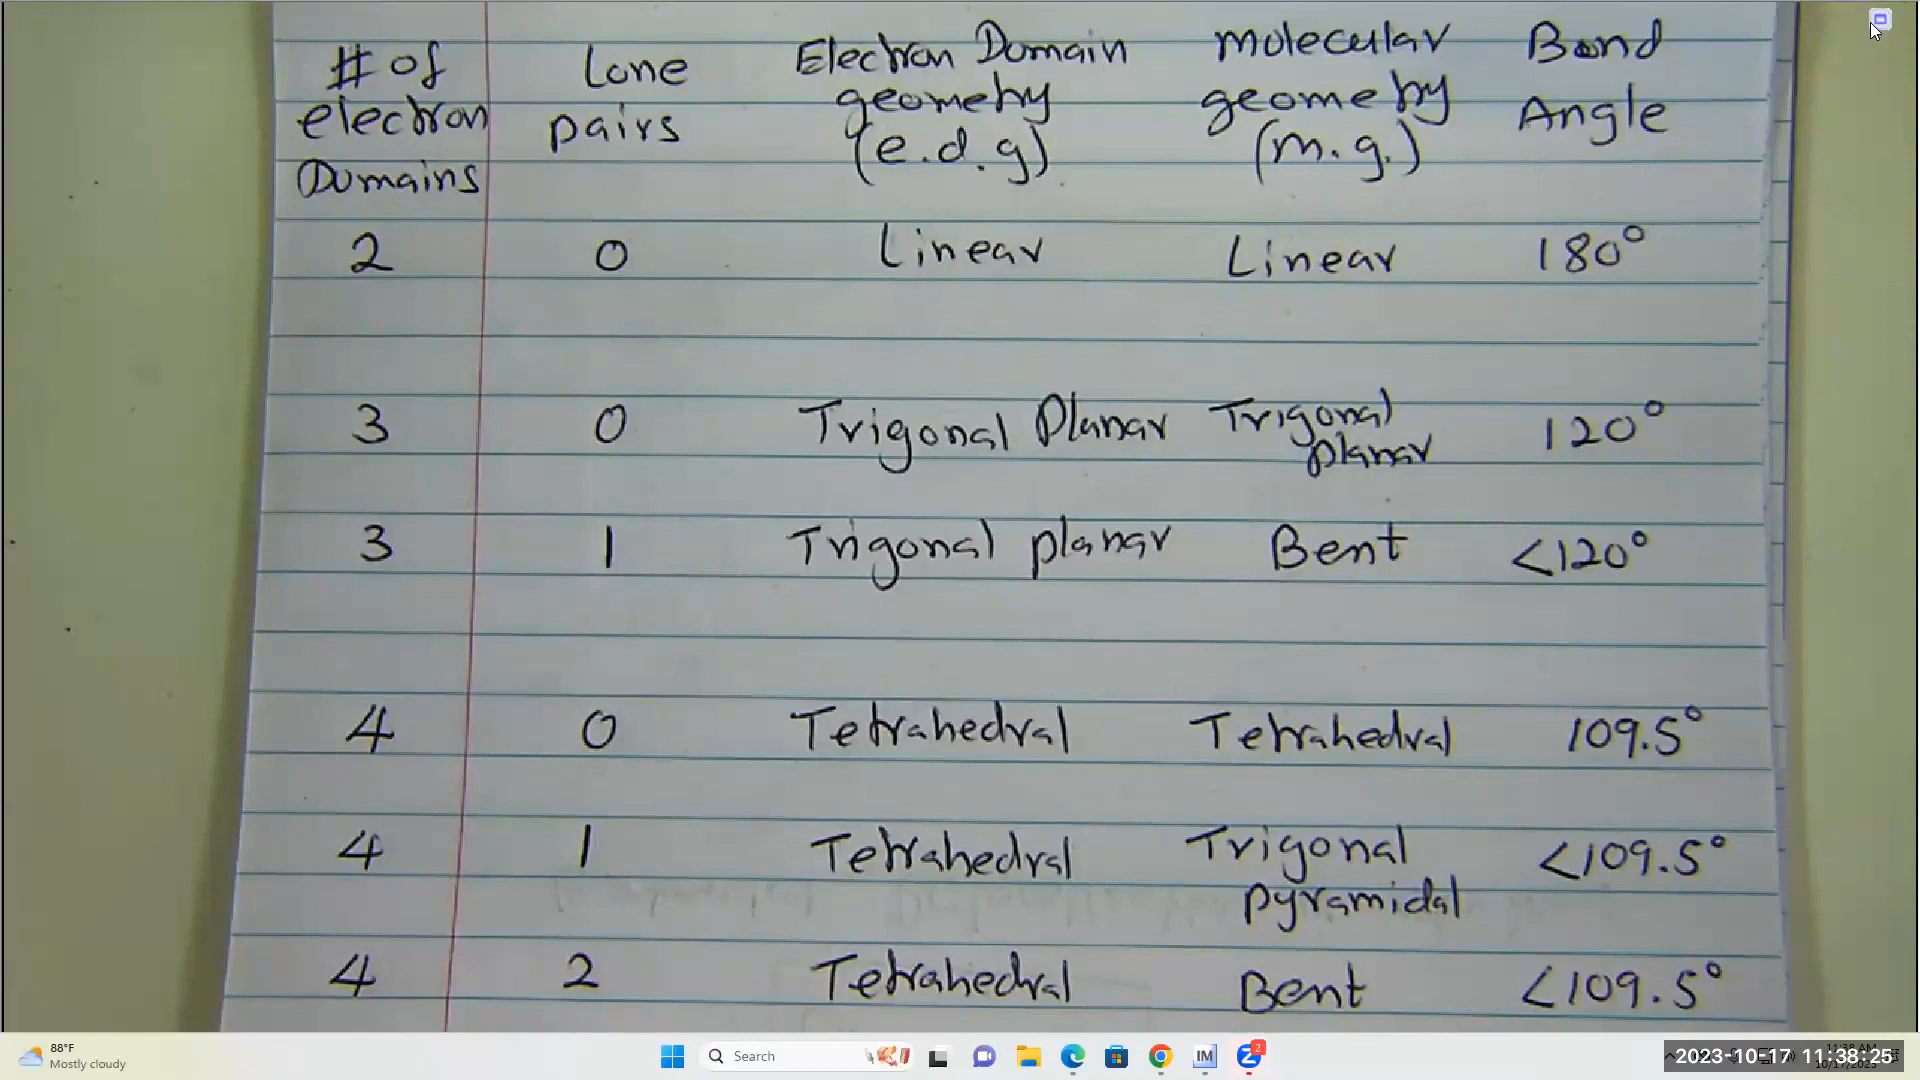 # of Lone Electron Domain molecular Bond
electron pairs geometry geometry Angle
Domains (e.d.g) (m.g.)
2 0 Linear Linear 180°
3 0 Trigonal Planar Trigonal planar 120°
3 1 Trigonal planar Bent <120°
4 0 Tetrahedral Tetrahedral 109.5°
4 1 Tetrahedral Trigonal pyramidal <109.5°
4 2 Tetrahedral Bent <109.5°
88°F
Mostly cloudy
Search
IM
Z
2
2023-10-17 11:38:25